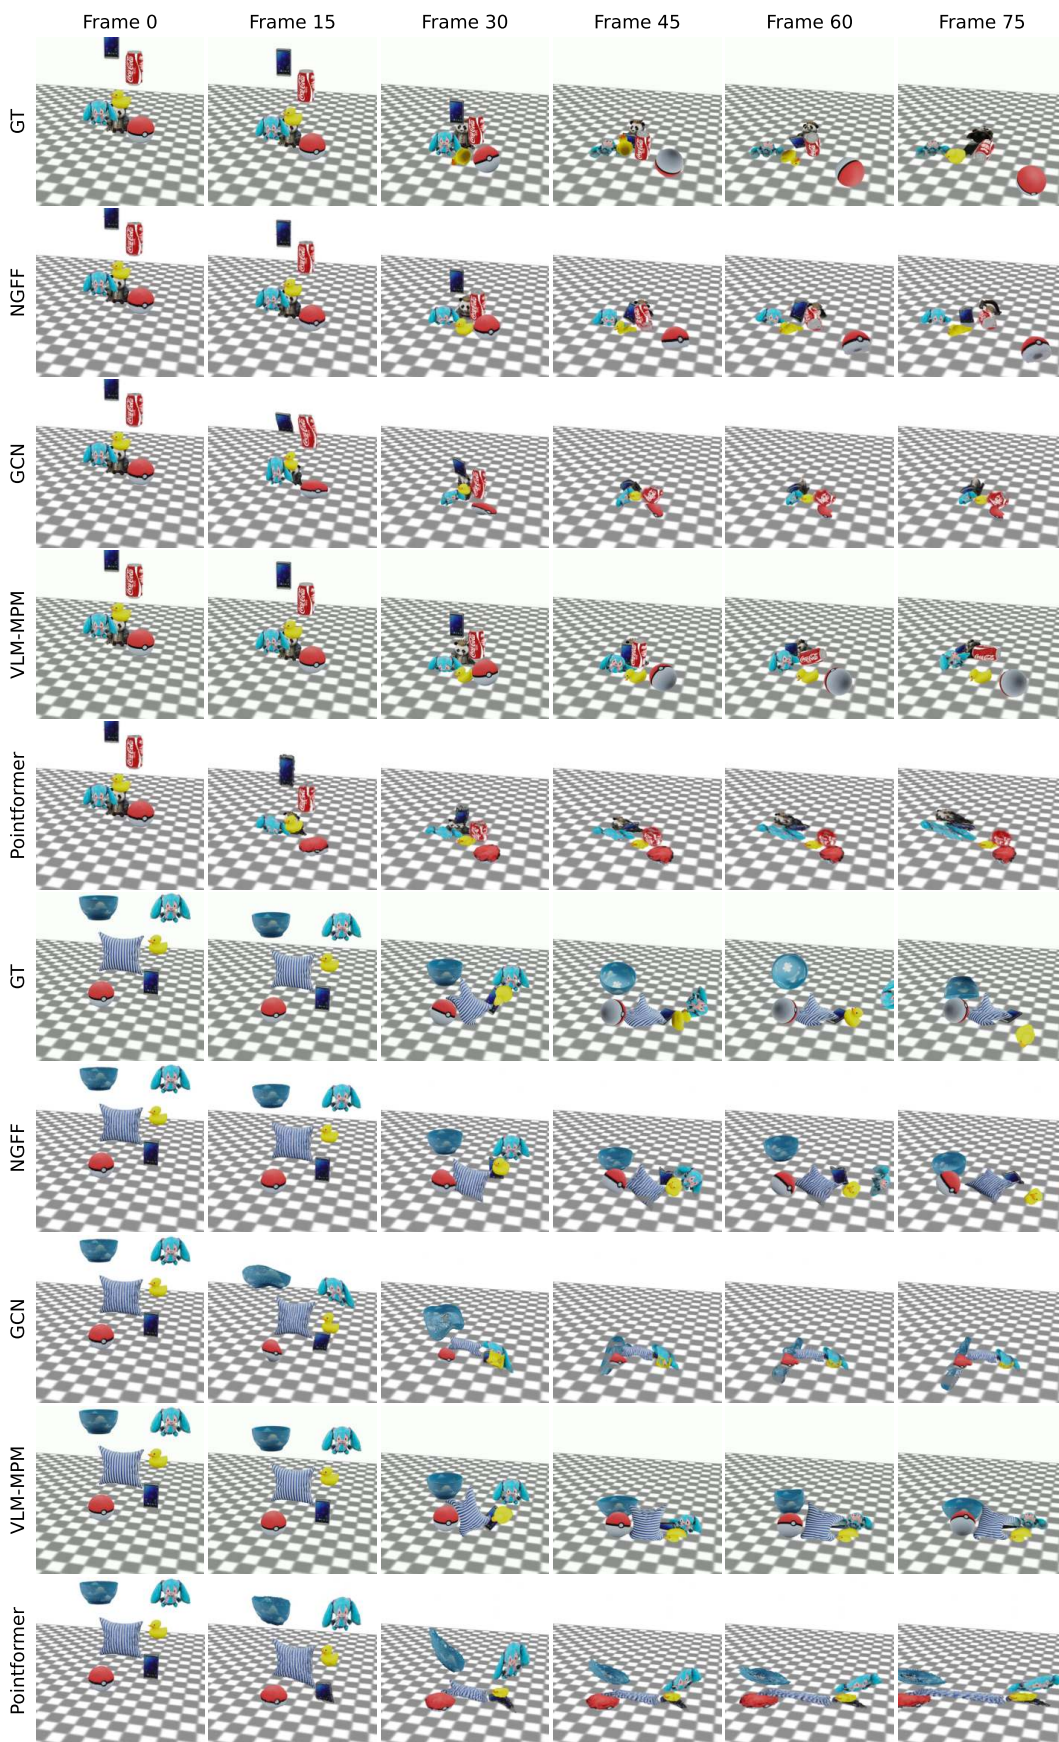 Frame 0 Frame 15 Frame 30 Frame 45 Frame 60 Frame 75
GT
NGFF
GCN
VLM-MPM
Pointformer
GT
NGFF
GCN
VLM-MPM
Pointformer